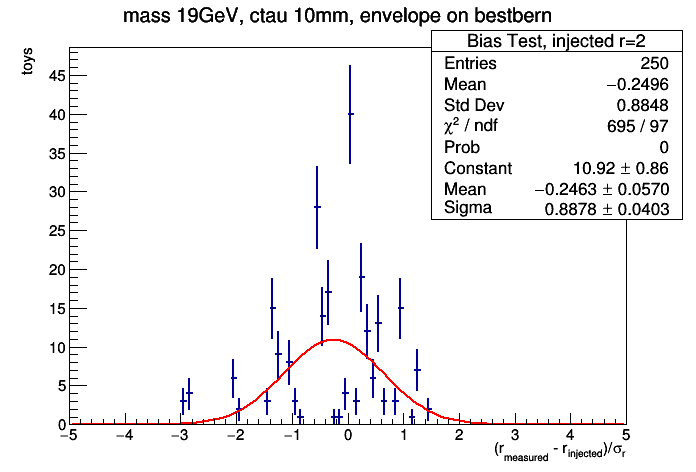 mass 19GeV, ctau 10mm, envelope on bestbern
toys
Bias Test, injected r=2
Entries 250
Mean −0.2496
Std Dev 0.8848
χ² / ndf 695 / 97
Prob 0
Constant 10.92 ± 0.86
Mean −0.2463 ± 0.0570
Sigma 0.8878 ± 0.0403
45
40
35
30
25
20
15
10
5
0
−5 −4 −3 −2 −1 0 1 2 3 4 5
(r_measured - r_injected)/σ_r